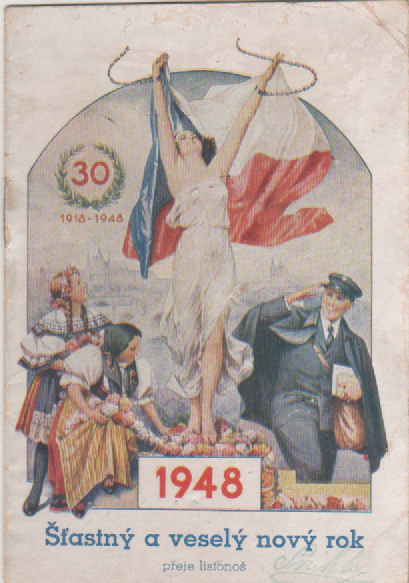 30
1918-1948
1948
Šťastný a veselý nový rok
přeje listonoš